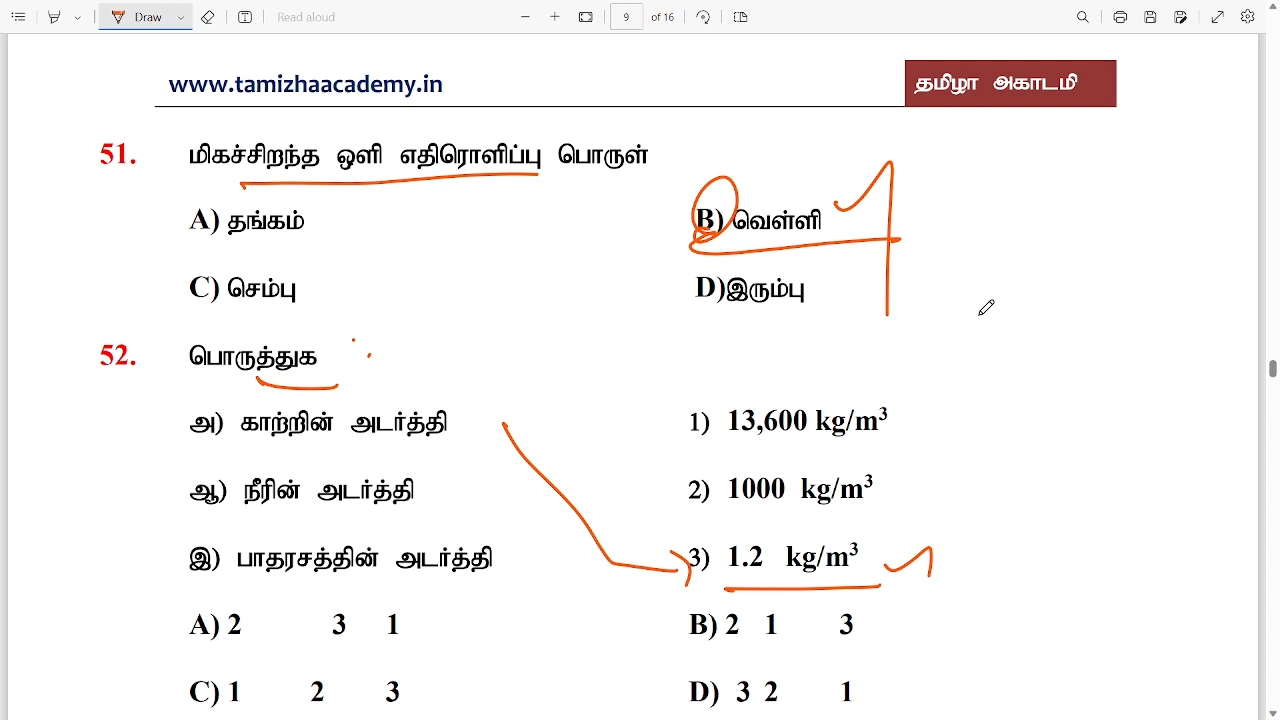 Draw Read aloud 9 of 16
www.tamizhaacademy.in தமிழா அகாடமி
51. மிகச்சிறந்த ஒளி எதிரொளிப்பு பொருள்
A) தங்கம் B) வெள்ளி
C) செம்பு D)இரும்பு
52. பொருத்துக
அ) காற்றின் அடர்த்தி 1) 13,600 kg/m³
ஆ) நீரின் அடர்த்தி 2) 1000 kg/m³
இ) பாதரசத்தின் அடர்த்தி 3) 1.2 kg/m³
A) 2 3 1 B) 2 1 3
C) 1 2 3 D) 3 2 1